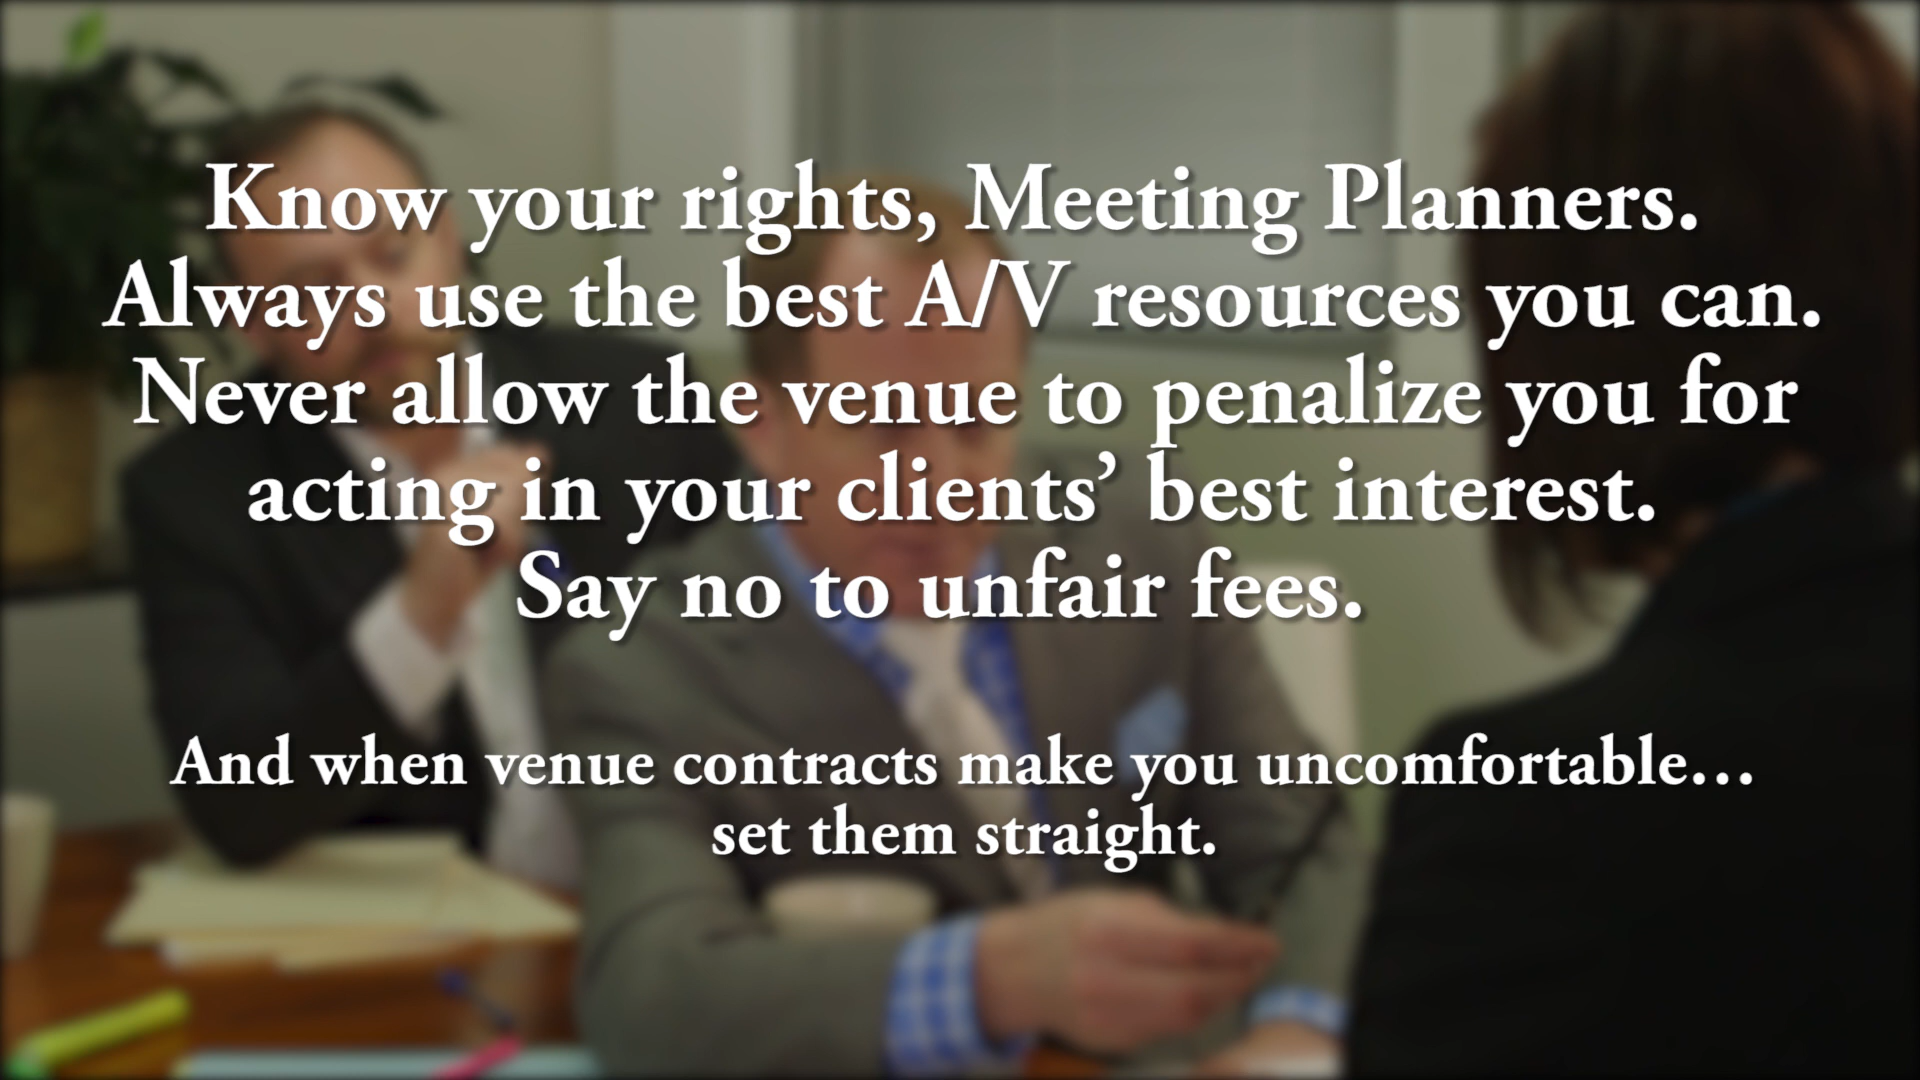 Know your rights, Meeting Planners.
Always use the best A/V resources you can.
Never allow the venue to penalize you for
acting in your clients’ best interest.
Say no to unfair fees.
And when venue contracts make you uncomfortable…
set them straight.